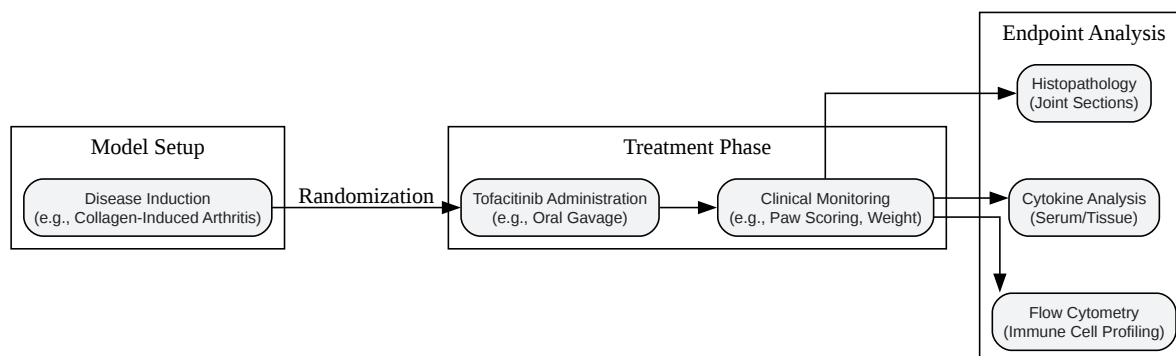 Model Setup
Disease Induction
(e.g., Collagen-Induced Arthritis)
Randomization
Treatment Phase
Tofacitinib Administration
(e.g., Oral Gavage)
Clinical Monitoring
(e.g., Paw Scoring, Weight)
Endpoint Analysis
Histopathology
(Joint Sections)
Cytokine Analysis
(Serum/Tissue)
Flow Cytometry
(Immune Cell Profiling)